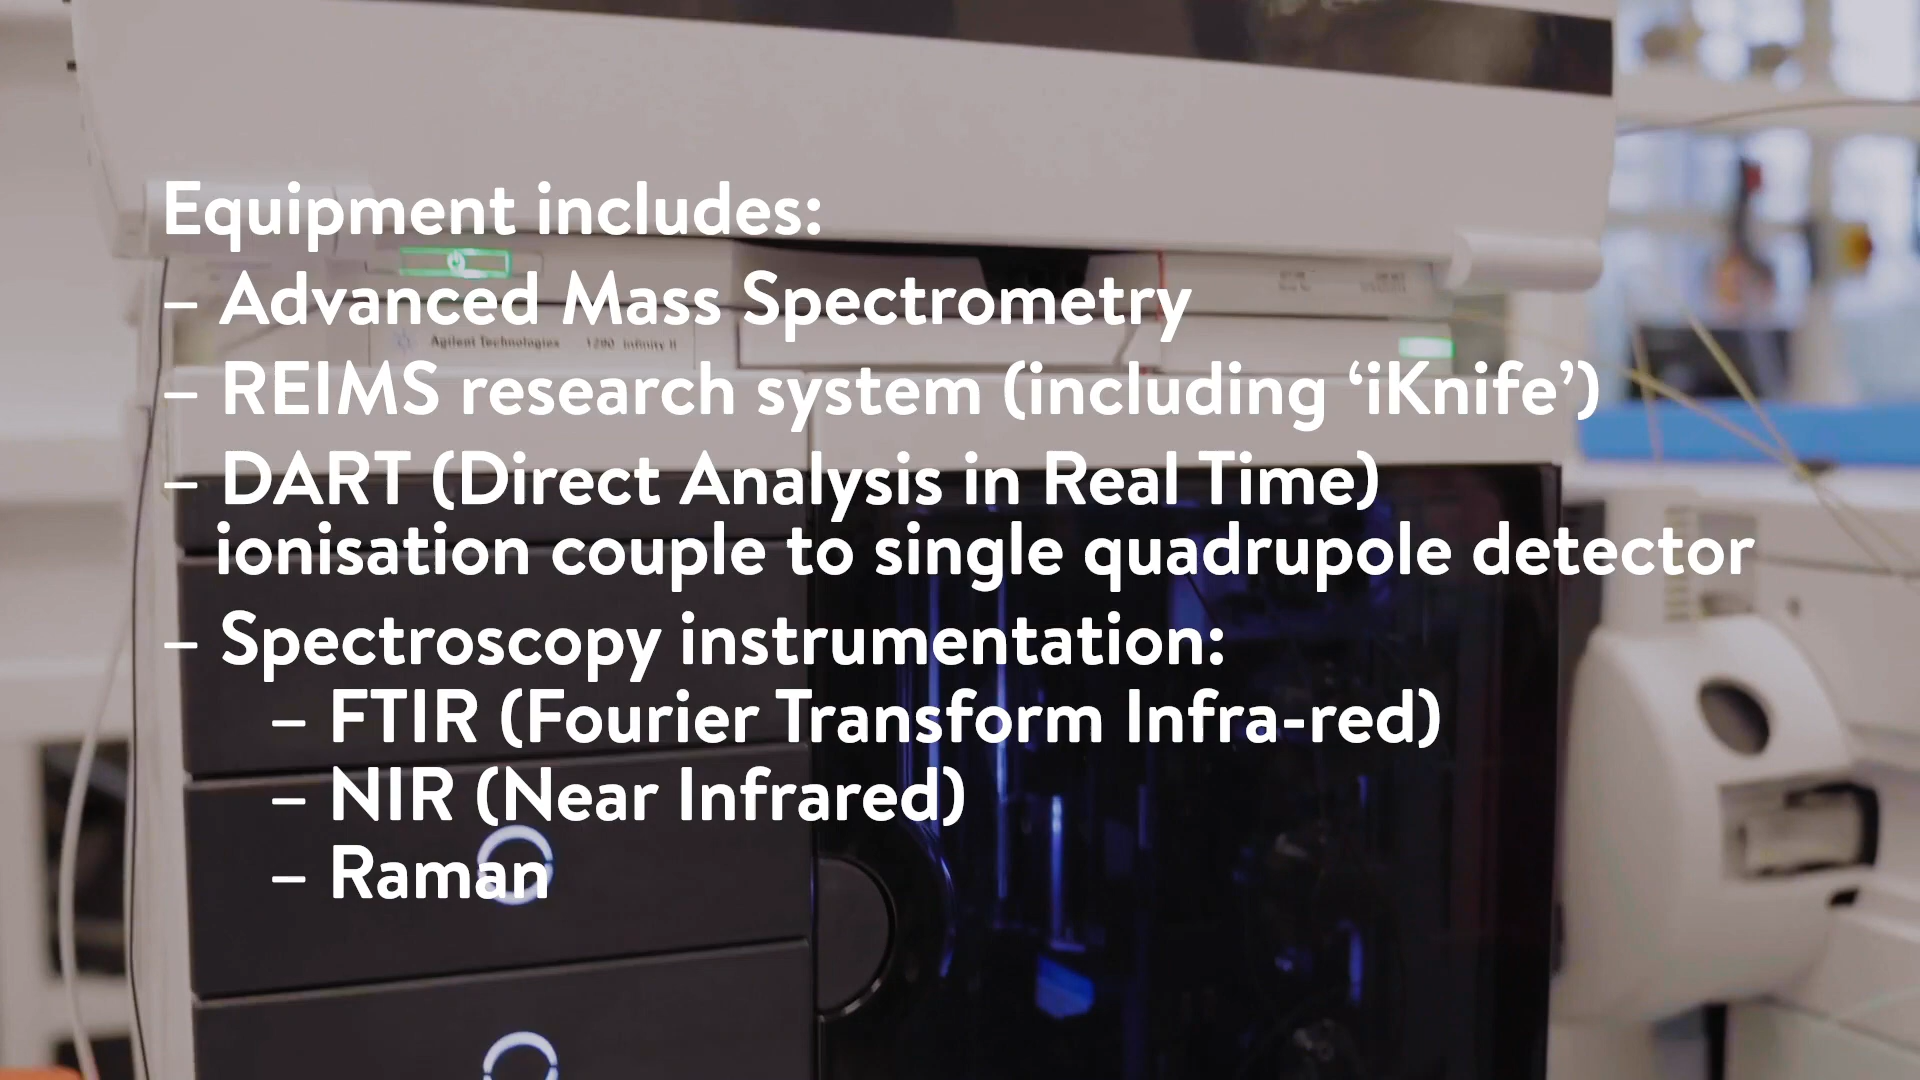 Equipment includes:
– Advanced Mass Spectrometry
Agilent Technologies 1290 Infinity II
– REIMS research system (including ‘iKnife’)
– DART (Direct Analysis in Real Time)
ionisation couple to single quadrupole detector
– Spectroscopy instrumentation:
– FTIR (Fourier Transform Infra-red)
– NIR (Near Infrared)
– Raman